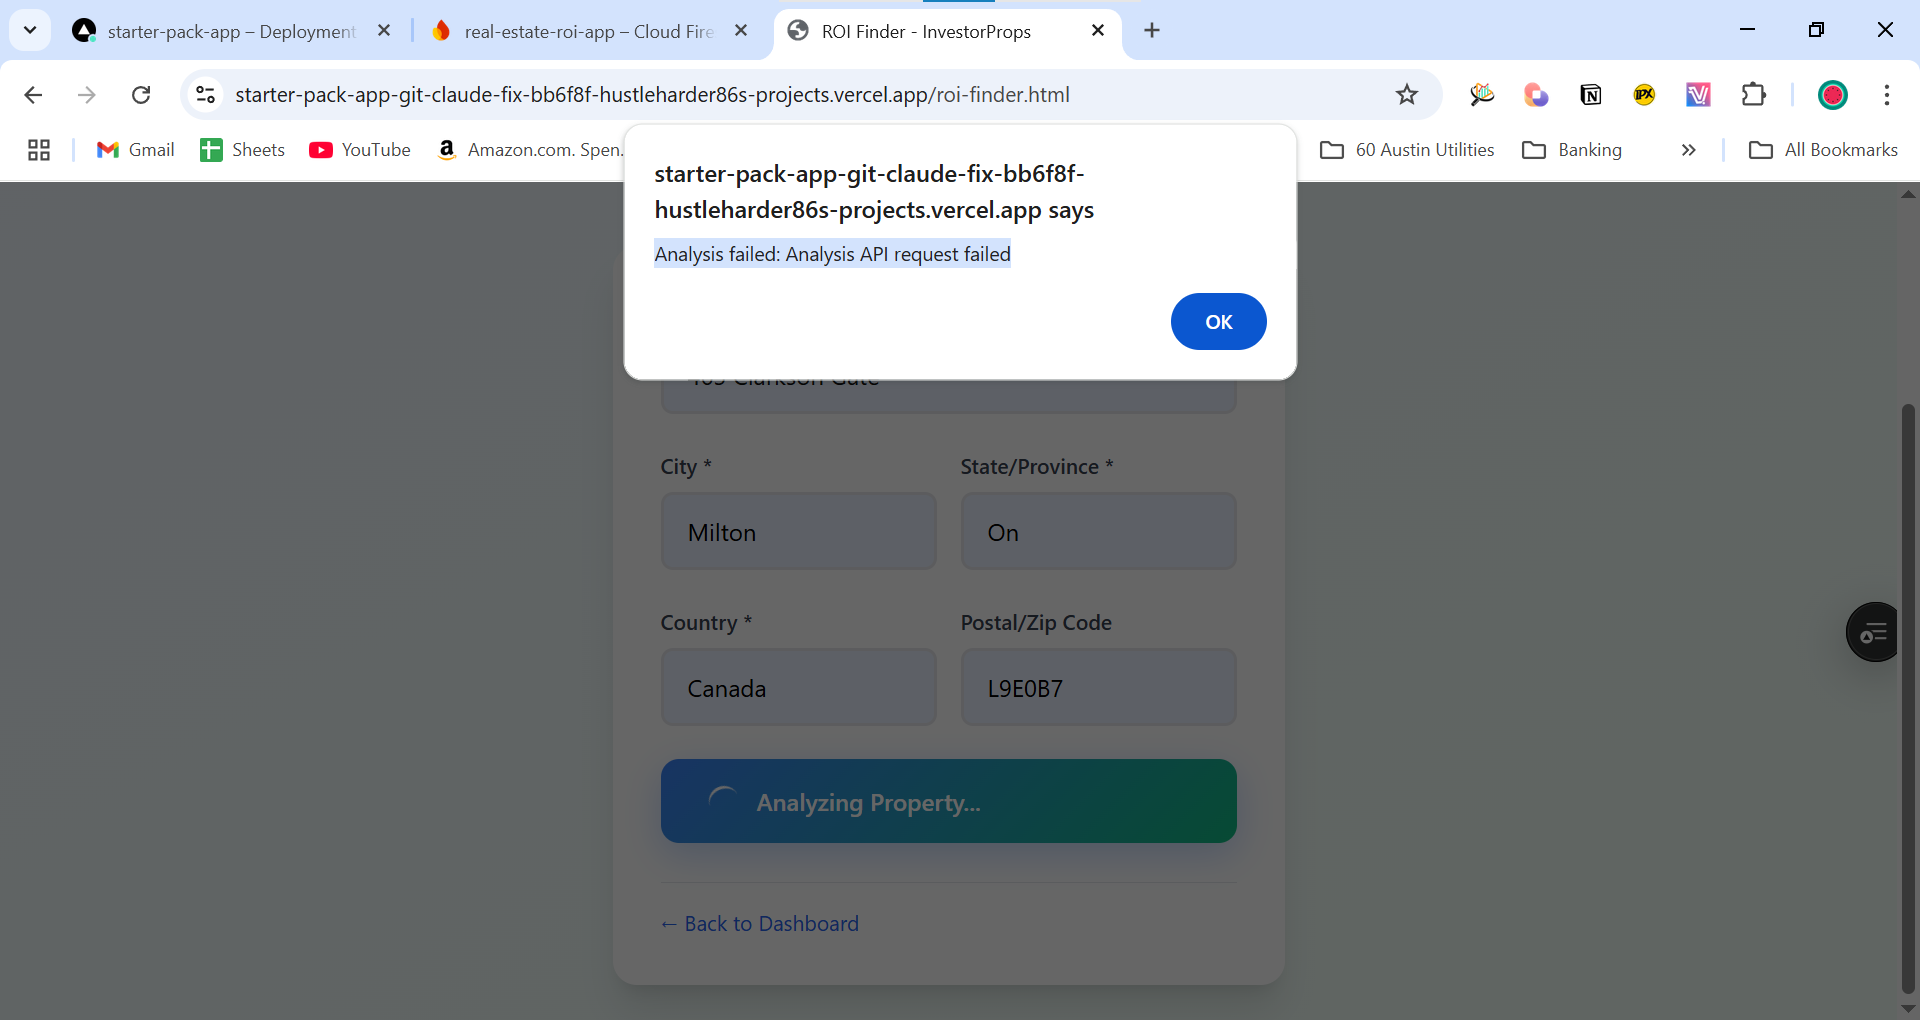 starter-pack-app – Deployment
real-estate-roi-app – Cloud Fire
ROI Finder - InvestorProps
starter-pack-app-git-claude-fix-bb6f8f-hustleharder86s-projects.vercel.app/roi-finder.html
Gmail
Sheets
YouTube
Amazon.com. Spen...
60 Austin Utilities
Banking
All Bookmarks
starter-pack-app-git-claude-fix-bb6f8f-
hustleharder86s-projects.vercel.app says
Analysis failed: Analysis API request failed
OK
City *
State/Province *
Milton
On
Country *
Postal/Zip Code
Canada
L9E0B7
Analyzing Property...
← Back to Dashboard